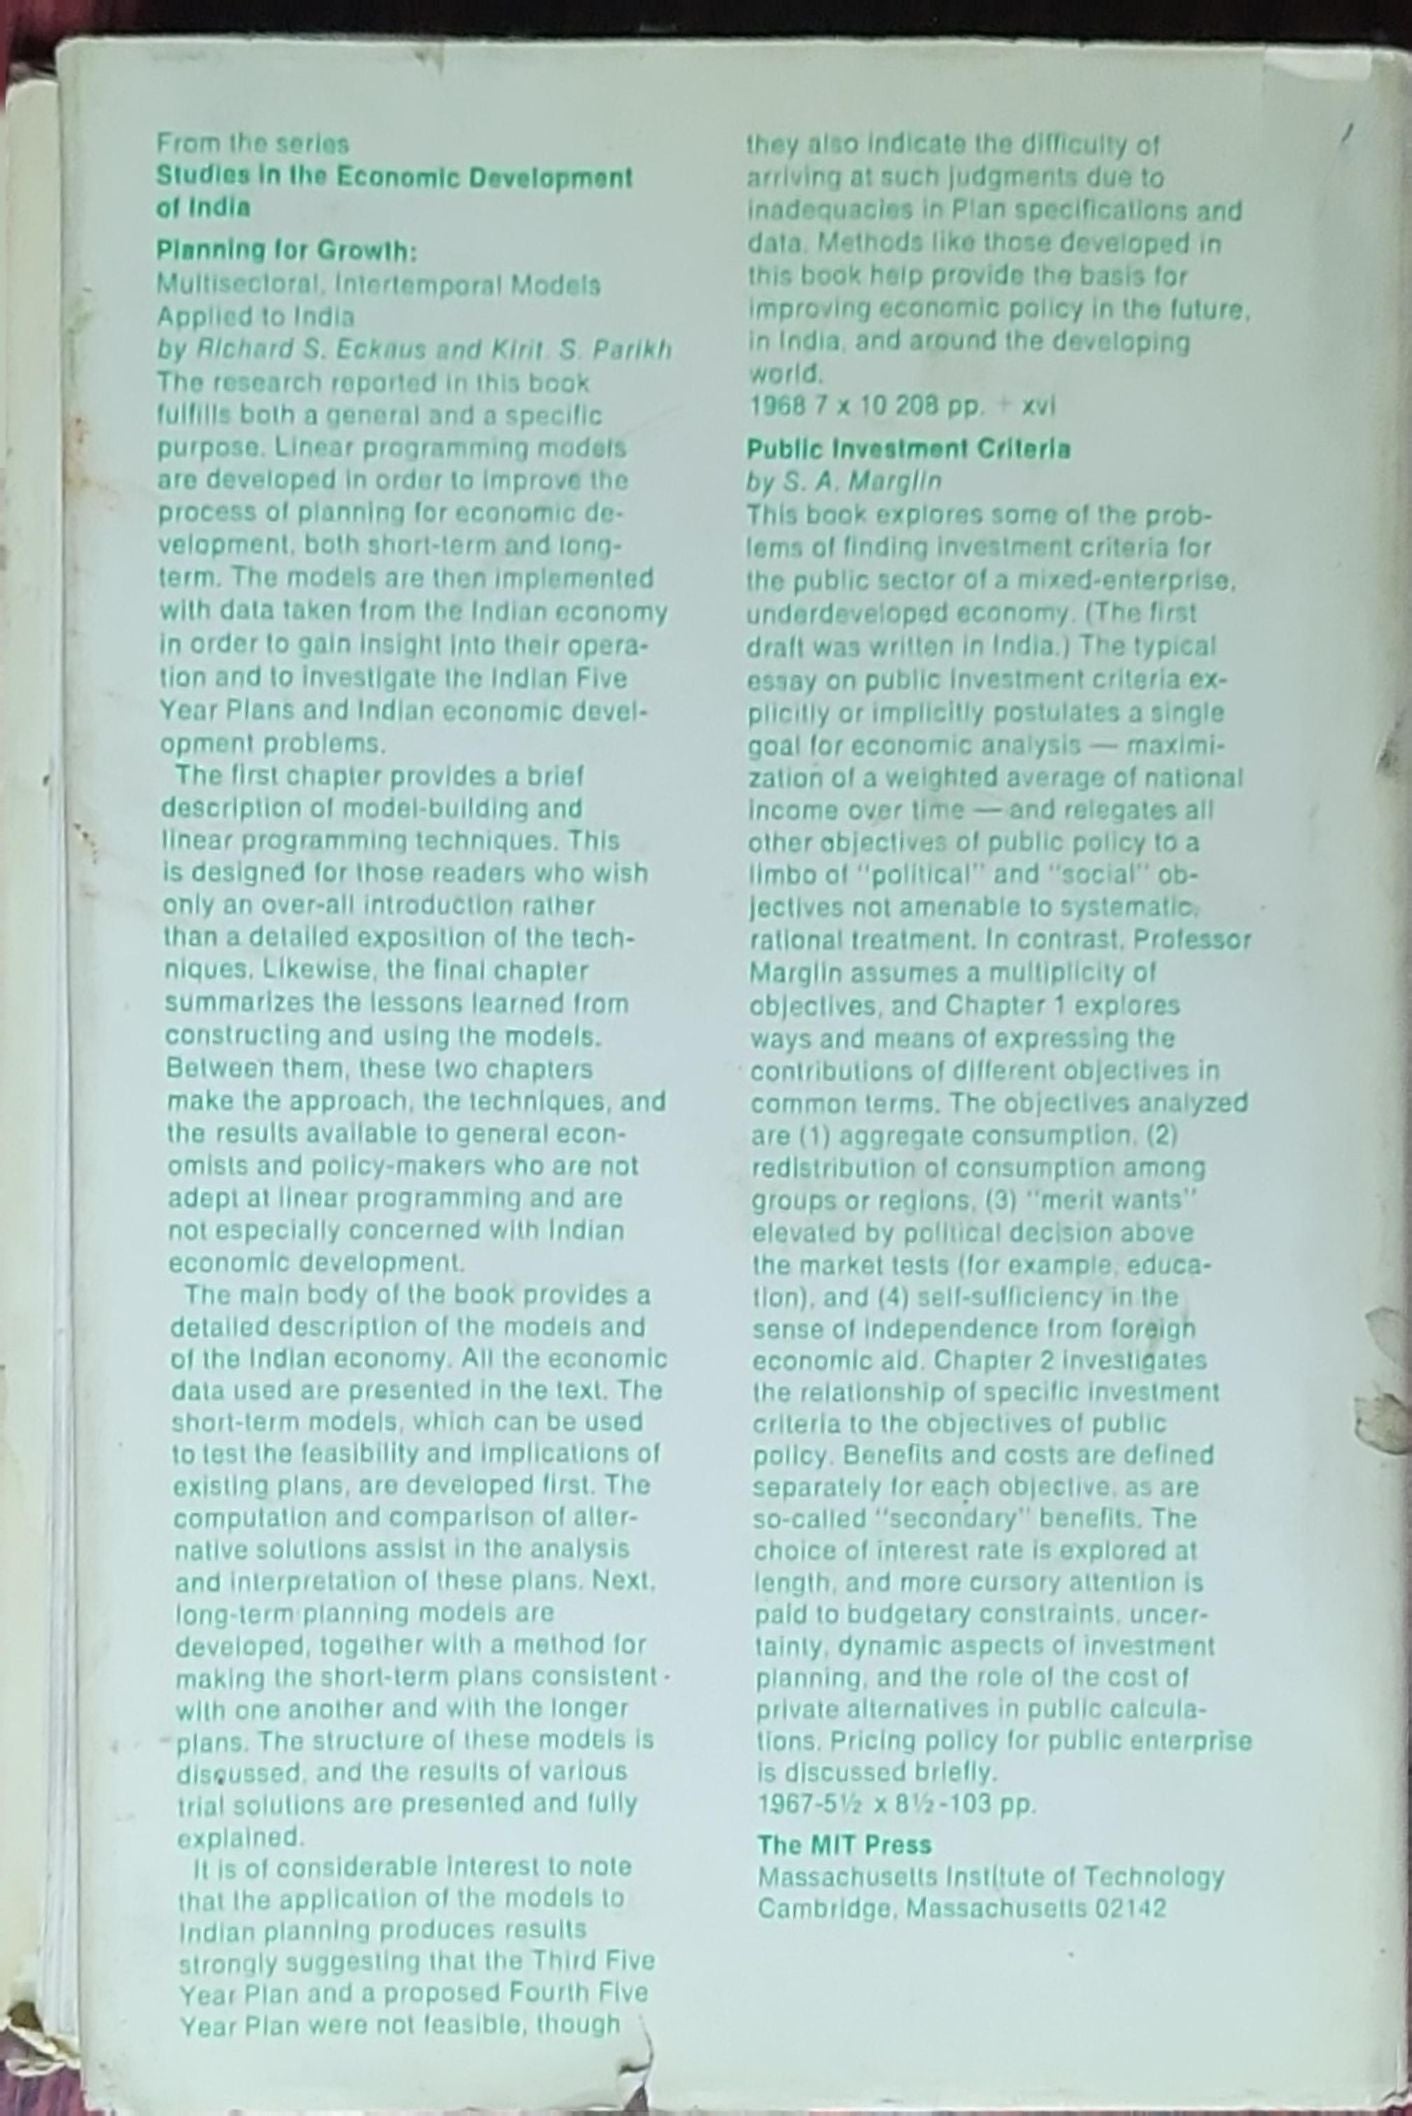 From the series
Studies in the Economic Development
of India
Planning for Growth:
Multisectoral, Intertemporal Models
Applied to India
by Richard S. Eckaus and Kirit. S. Parikh
The research reported in this book
fulfills both a general and a specific
purpose. Linear programming models
are developed in order to improve the
process of planning for economic de-
velopment, both short-term and long-
term. The models are then implemented
with data taken from the Indian economy
in order to gain insight into their opera-
tion and to investigate the Indian Five
Year Plans and Indian economic devel-
opment problems.
The first chapter provides a brief
description of model-building and
linear programming techniques. This
is designed for those readers who wish
only an over-all introduction rather
than a detailed exposition of the tech-
niques. Likewise, the final chapter
summarizes the lessons learned from
constructing and using the models.
Between them, these two chapters
make the approach, the techniques, and
the results available to general econ-
omists and policy-makers who are not
adept at linear programming and are
not especially concerned with Indian
economic development.
The main body of the book provides a
detailed description of the models and
of the Indian economy. All the economic
data used are presented in the text. The
short-term models, which can be used
to test the feasibility and implications of
existing plans, are developed first. The
computation and comparison of alter-
native solutions assist in the analysis
and interpretation of these plans. Next,
long-term planning models are
developed, together with a method for
making the short-term plans consistent
with one another and with the longer
plans. The structure of these models is
discussed, and the results of various
trial solutions are presented and fully
explained.
It is of considerable interest to note
that the application of the models to
Indian planning produces results
strongly suggesting that the Third Five
Year Plan and a proposed Fourth Five
Year Plan were not feasible, though
they also indicate the difficulty of
arriving at such judgments due to
inadequacies in Plan specifications and
data. Methods like those developed in
this book help provide the basis for
improving economic policy in the future,
in India, and around the developing
world.
1968 7 x 10 208 pp. + xvi
Public Investment Criteria
by S. A. Marglin
This book explores some of the prob-
lems of finding investment criteria for
the public sector of a mixed-enterprise,
underdeveloped economy. (The first
draft was written in India.) The typical
essay on public investment criteria ex-
plicitly or implicitly postulates a single
goal for economic analysis — maximi-
zation of a weighted average of national
income over time — and relegates all
other objectives of public policy to a
limbo of "political" and "social" ob-
jectives not amenable to systematic,
rational treatment. In contrast, Professor
Marglin assumes a multiplicity of
objectives, and Chapter 1 explores
ways and means of expressing the
contributions of different objectives in
common terms. The objectives analyzed
are (1) aggregate consumption, (2)
redistribution of consumption among
groups or regions, (3) "merit wants"
elevated by political decision above
the market tests (for example, educa-
tion), and (4) self-sufficiency in the
sense of independence from foreign
economic aid. Chapter 2 investigates
the relationship of specific investment
criteria to the objectives of public
policy. Benefits and costs are defined
separately for each objective, as are
so-called "secondary" benefits. The
choice of interest rate is explored at
length, and more cursory attention is
paid to budgetary constraints, uncer-
tainty, dynamic aspects of investment
planning, and the role of the cost of
private alternatives in public calcula-
tions. Pricing policy for public enterprise
is discussed briefly.
1967-5½ x 8½-103 pp.
The MIT Press
Massachusetts Institute of Technology
Cambridge, Massachusetts 02142